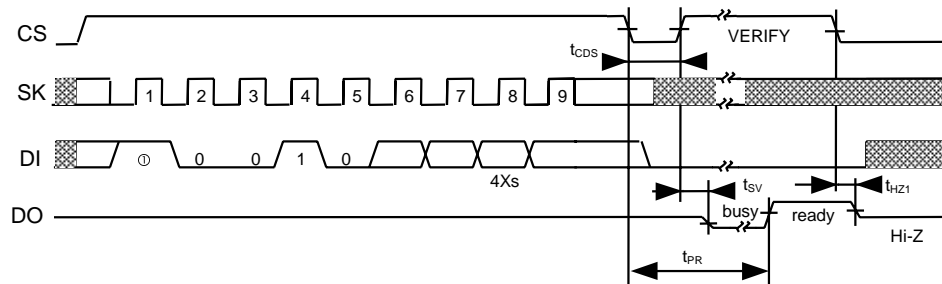 CS
VERIFY
tCDS
SK 1 2 3 4 5 6 7 8 9
DI ① 0 0 1 0
4Xs
tSV
tHZ1
DO busy ready
Hi-Z
tPR